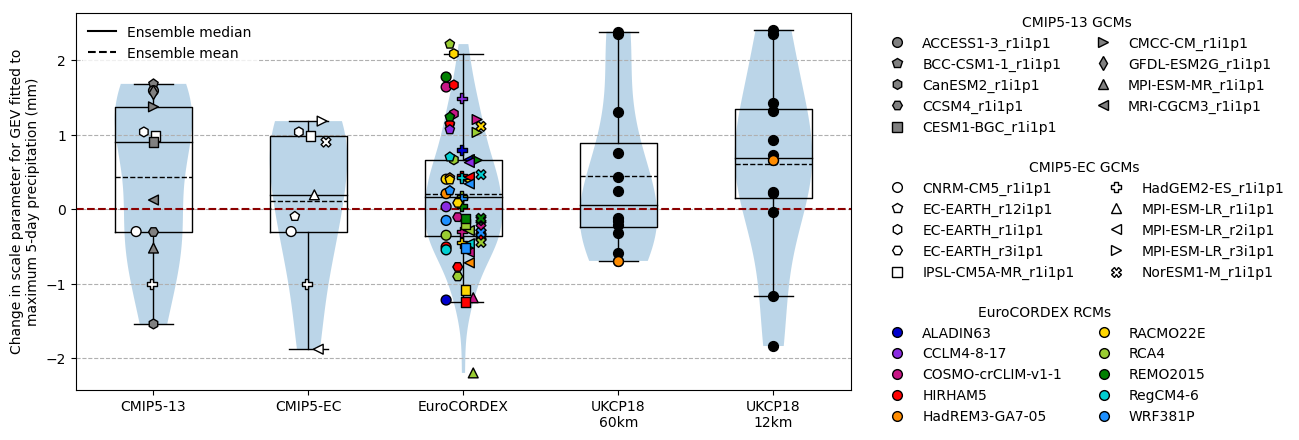 Change in scale parameter for GEV fitted to
maximum 5-day precipitation (mm)
2
1
0
−1
−2
Ensemble median
Ensemble mean
CMIP5-13
CMIP5-EC
EuroCORDEX
UKCP18
60km
UKCP18
12km
CMIP5-13 GCMs
ACCESS1-3_r1i1p1
BCC-CSM1-1_r1i1p1
CanESM2_r1i1p1
CCSM4_r1i1p1
CESM1-BGC_r1i1p1
CMCC-CM_r1i1p1
GFDL-ESM2G_r1i1p1
MPI-ESM-MR_r1i1p1
MRI-CGCM3_r1i1p1
CMIP5-EC GCMs
CNRM-CM5_r1i1p1
EC-EARTH_r12i1p1
EC-EARTH_r1i1p1
EC-EARTH_r3i1p1
IPSL-CM5A-MR_r1i1p1
HadGEM2-ES_r1i1p1
MPI-ESM-LR_r1i1p1
MPI-ESM-LR_r2i1p1
MPI-ESM-LR_r3i1p1
NorESM1-M_r1i1p1
EuroCORDEX RCMs
ALADIN63
CCLM4-8-17
COSMO-crCLIM-v1-1
HIRHAM5
HadREM3-GA7-05
RACMO22E
RCA4
REMO2015
RegCM4-6
WRF381P